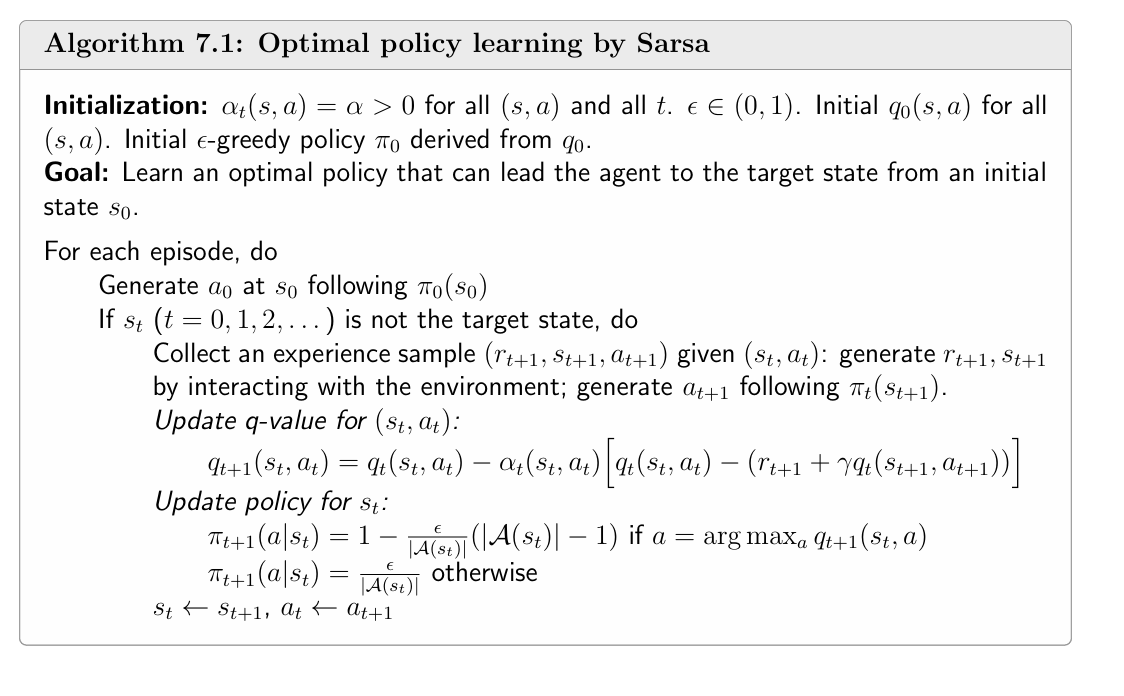 Algorithm 7.1: Optimal policy learning by Sarsa
Initialization: $\alpha_t(s, a) = \alpha > 0$ for all $(s, a)$ and all $t$. $\epsilon \in (0, 1)$. Initial $q_0(s, a)$ for all
$(s, a)$. Initial $\epsilon$-greedy policy $\pi_0$ derived from $q_0$.
Goal: Learn an optimal policy that can lead the agent to the target state from an initial
state $s_0$.
For each episode, do
Generate $a_0$ at $s_0$ following $\pi_0(s_0)$
If $s_t$ ($t = 0, 1, 2, \ldots$) is not the target state, do
Collect an experience sample $(r_{t+1}, s_{t+1}, a_{t+1})$ given $(s_t, a_t)$: generate $r_{t+1}, s_{t+1}$
by interacting with the environment; generate $a_{t+1}$ following $\pi_t(s_{t+1})$.
Update q-value for $(s_t, a_t)$:
$q_{t+1}(s_t, a_t) = q_t(s_t, a_t) - \alpha_t(s_t, a_t)\Big[q_t(s_t, a_t) - (r_{t+1} + \gamma q_t(s_{t+1}, a_{t+1}))\Big]$
Update policy for $s_t$:
$\pi_{t+1}(a|s_t) = 1 - \frac{\epsilon}{|\mathcal{A}(s_t)|}(|\mathcal{A}(s_t)| - 1)$ if $a = \arg\max_a q_{t+1}(s_t, a)$
$\pi_{t+1}(a|s_t) = \frac{\epsilon}{|\mathcal{A}(s_t)|}$ otherwise
$s_t \leftarrow s_{t+1}$, $a_t \leftarrow a_{t+1}$